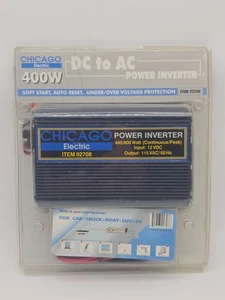 CHICAGO
Electric
400W
DC to AC
POWER INVERTER
SOFT START, AUTO RESET, UNDER/OVER VOLTAGE PROTECTION
ITEM 92708
CHICAGO
Electric
ITEM 92708
POWER INVERTER
400/800 Watt (Continuous/Peak)
Input: 12 VDC
Output: 115 VAC/ 60 Hz
FOR CAR • TRUCK • BOAT •